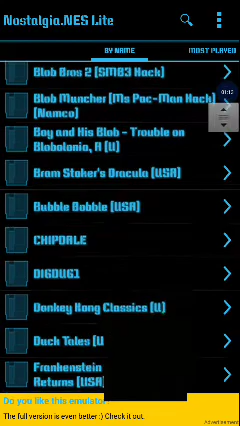 Nostalgia.NES Lite
BY NAME
MOST PLAYED
Blob Bros 2 [SMB3 Hack]
01:13
Blob Muncher [Ms Pac-Man Hack]
(Namco)
Boy and His Blob - Trouble on
Blobolonia, A [U]
Bram Stoker's Dracula [USA]
Bubble Bobble [USA]
CHIPDALE
DIGDUG1
Donkey Kong Classics [U]
Duck Tales [U
Frankenstein
Returns [USA]
Do you like this emulator?
The full version is even better :) Check it out.
Advertisement